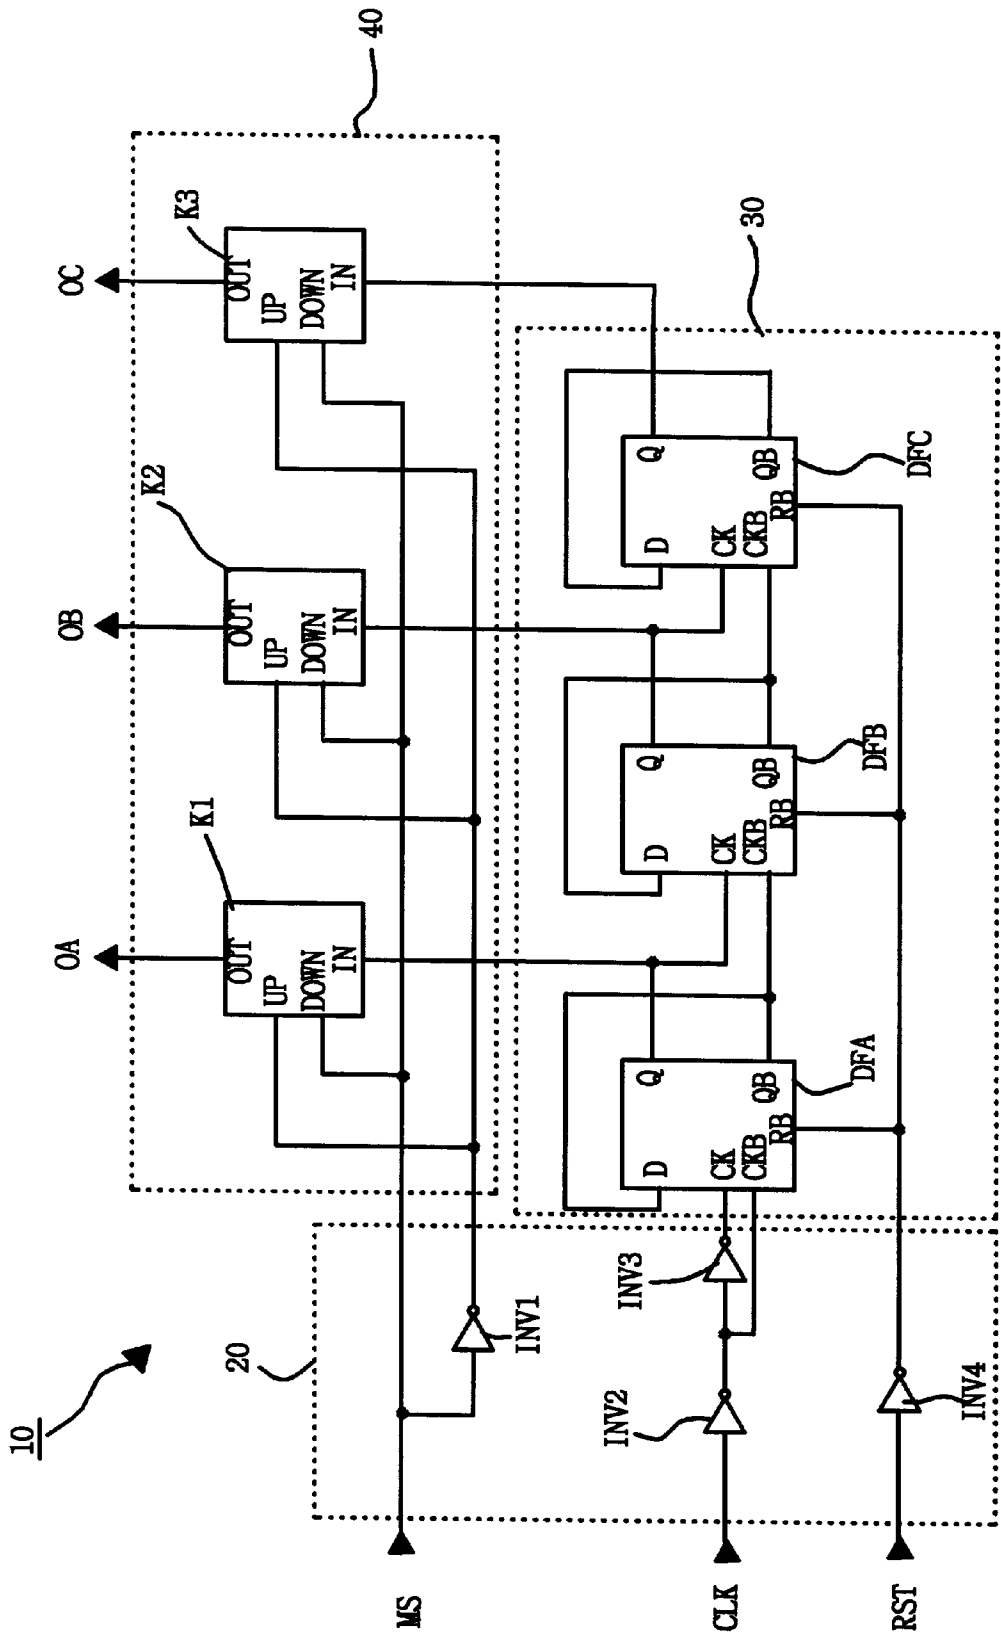 10
20
30
40
MS
CLK
RST
INV1
INV2
INV3
INV4
OA
OB
OC
K1
OUT
UP
DOWN
IN
K2
OUT
UP
DOWN
IN
K3
OUT
UP
DOWN
IN
D
Q
CK
CKB
QB
RB
DFA
D
Q
CK
CKB
QB
RB
DFB
D
Q
CK
CKB
QB
RB
DFC